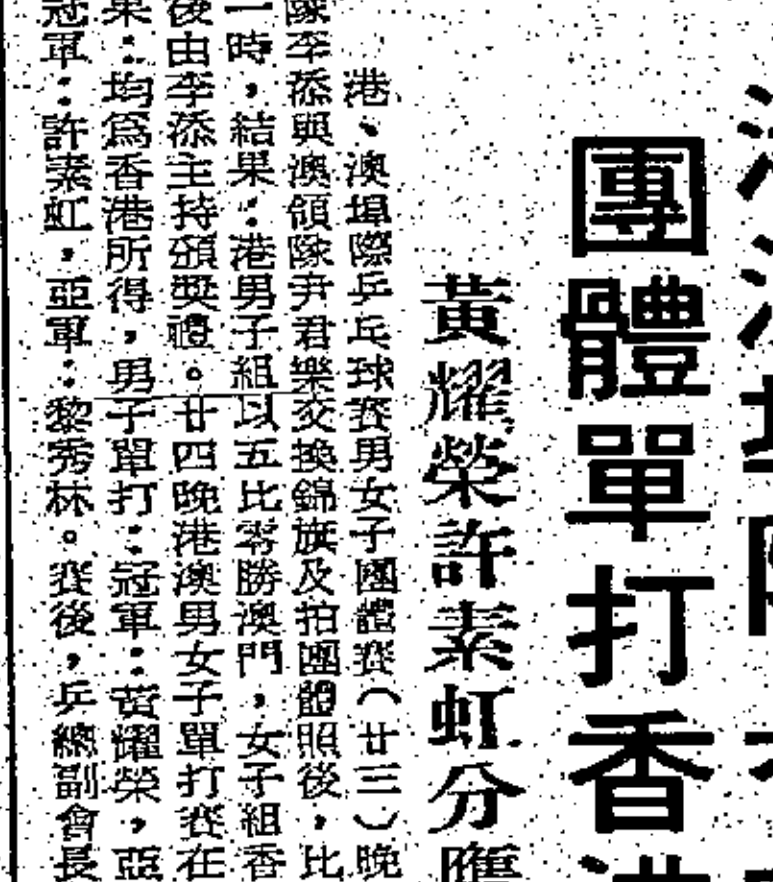 團體單打香港
黃耀榮許素虹分
港、澳埠際乒乓球賽男女子團體賽（廿三）晚
隊李添與澳領隊尹君樂交換錦旗及拍團體照後，比
一時，結果：港男子組以五比零勝澳門，女子組香
後由李添主持頒獎禮。廿四晚港澳男女子單打賽在
果：均為香港所得，男子單打：冠軍：黃耀榮，亞
冠軍：許素虹，亞軍：黎秀林。賽後，乒總副會長